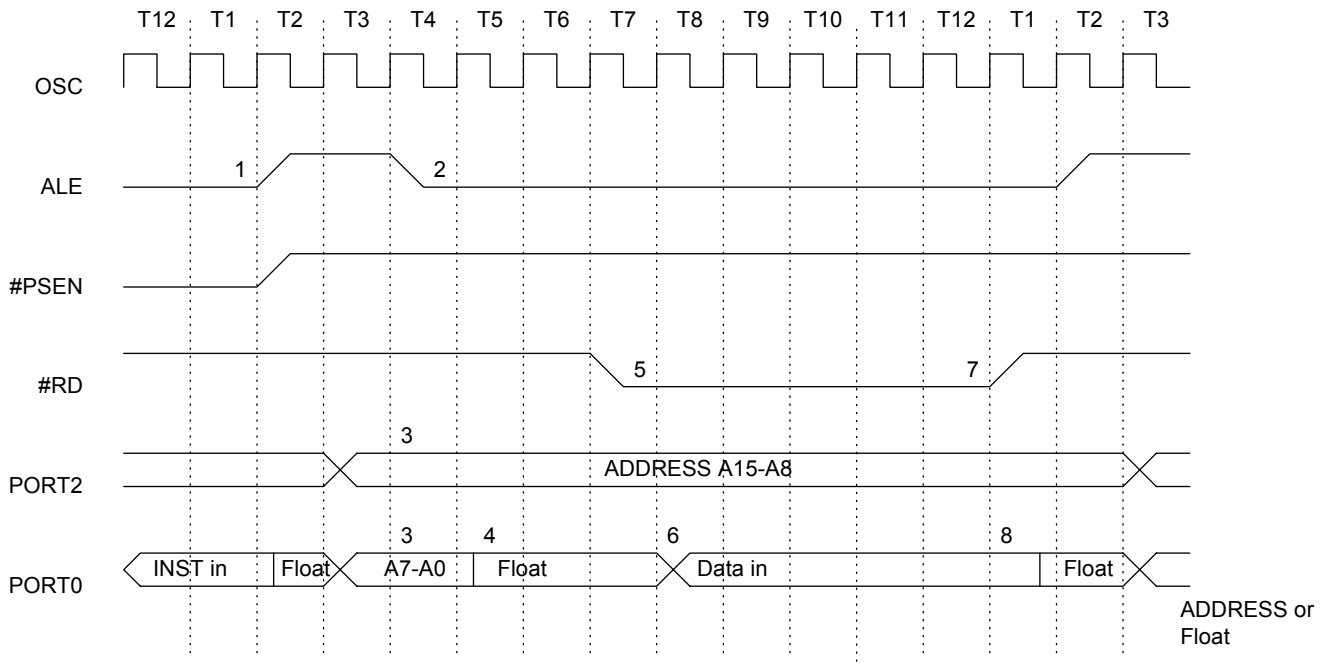 T12 T1 T2 T3 T4 T5 T6 T7 T8 T9 T10 T11 T12 T1 T2 T3
OSC
1 2
ALE
#PSEN
5 7
#RD
3
ADDRESS A15-A8
PORT2
3 4 6 8
INST in Float A7-A0 Float Data in Float
PORT0
ADDRESS or
Float